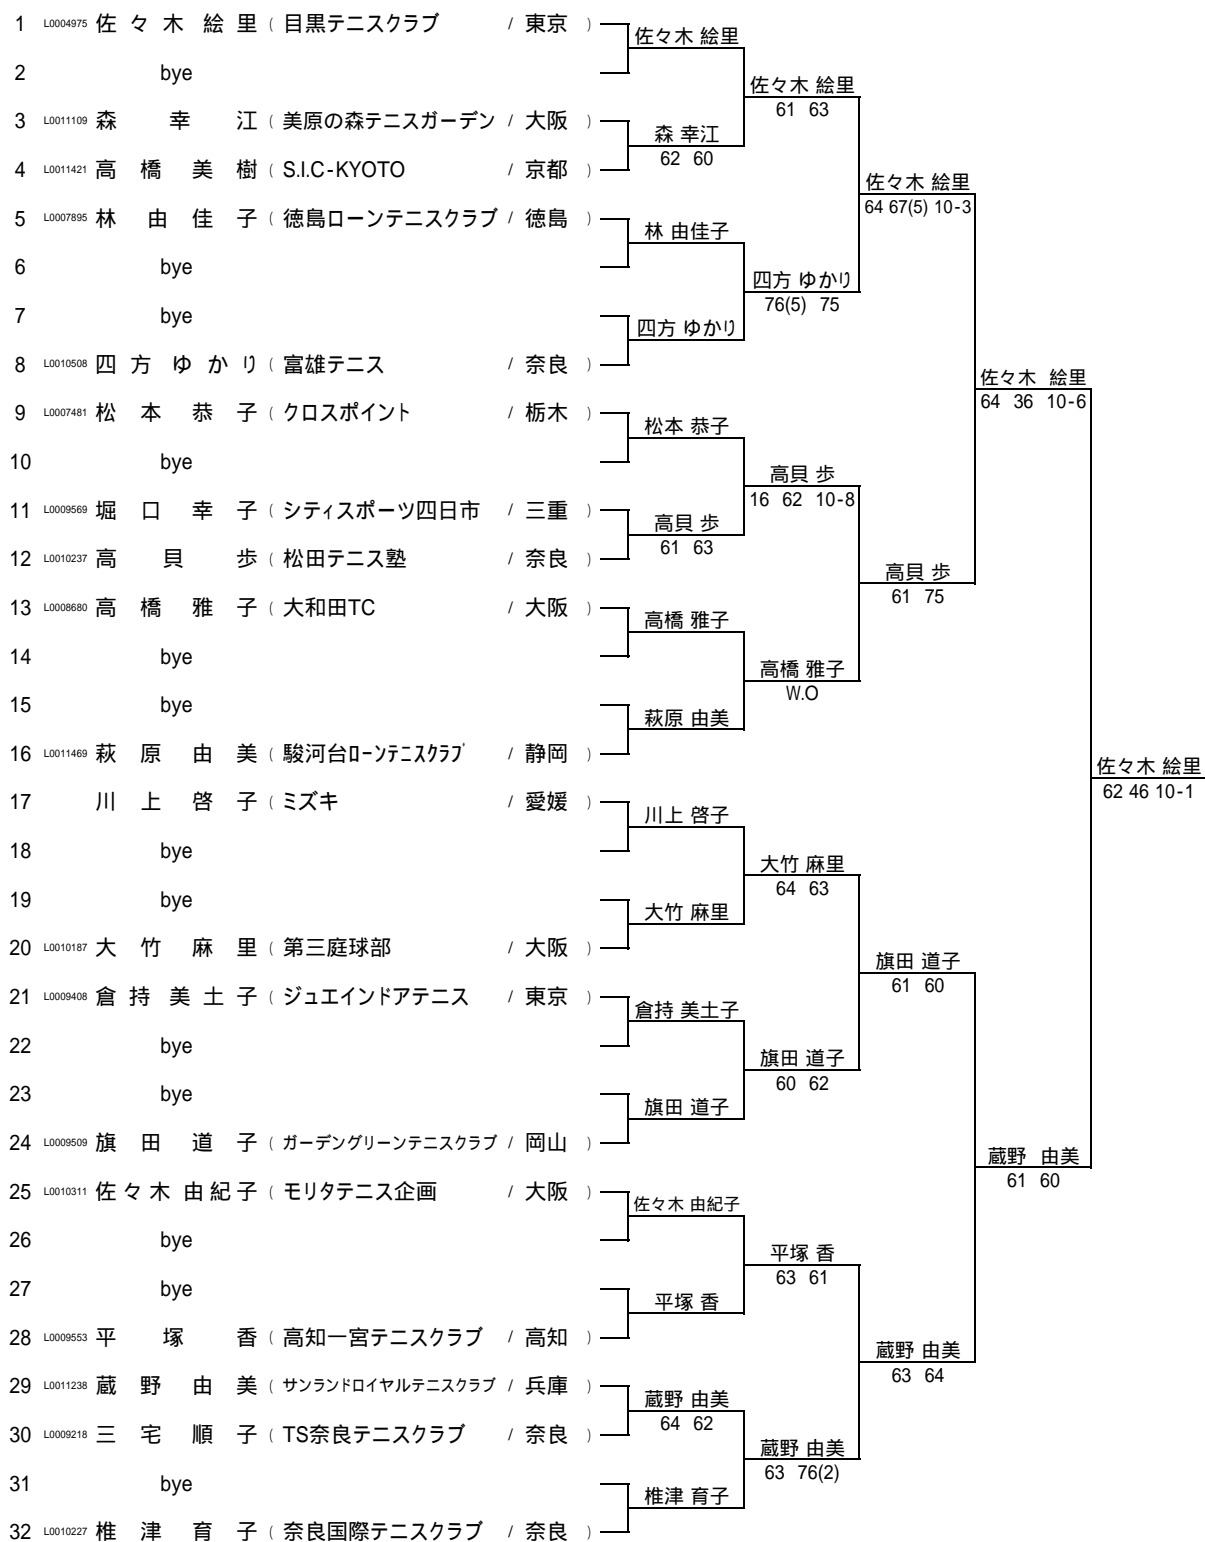 1 L0004975 佐々木 絵里 ( 目黒テニスクラブ / 東京 )
佐々木 絵里
2 bye
佐々木 絵里
61 63
3 L0011109 森 幸江 ( 美原の森テニスガーデン / 大阪 )
森 幸江
62 60
4 L0011421 高橋 美樹 ( S.I.C-KYOTO / 京都 )
佐々木 絵里
64 67(5) 10-3
5 L0007895 林 由佳子 ( 徳島ローンテニスクラブ / 徳島 )
林 由佳子
6 bye
四方 ゆかり
76(5) 75
7 bye
四方 ゆかり
8 L0010508 四方 ゆかり ( 富雄テニス / 奈良 )
佐々木 絵里
64 36 10-6
9 L0007481 松本 恭子 ( クロスポイント / 栃木 )
松本 恭子
10 bye
高貝 歩
16 62 10-8
11 L0009569 堀口 幸子 ( シティスポーツ四日市 / 三重 )
高貝 歩
61 63
12 L0010237 高貝 歩 ( 松田テニス塾 / 奈良 )
高貝 歩
61 75
13 L0008680 高橋 雅子 ( 大和田TC / 大阪 )
高橋 雅子
14 bye
高橋 雅子
W.O
15 bye
萩原 由美
16 L0011469 萩原 由美 ( 駿河台ローンテニスクラブ / 静岡 )
佐々木 絵里
62 46 10-1
17 川上 啓子 ( ミズキ / 愛媛 )
川上 啓子
18 bye
大竹 麻里
64 63
19 bye
大竹 麻里
20 L0010187 大竹 麻里 ( 第三庭球部 / 大阪 )
旗田 道子
61 60
21 L0009408 倉持 美土子 ( ジュエインドアテニス / 東京 )
倉持 美土子
22 bye
旗田 道子
60 62
23 bye
旗田 道子
24 L0009509 旗田 道子 ( ガーデングリーンテニスクラブ / 岡山 )
蔵野 由美
61 60
25 L0010311 佐々木 由紀子 ( モリタテニス企画 / 大阪 )
佐々木 由紀子
26 bye
平塚 香
63 61
27 bye
平塚 香
28 L0009553 平塚 香 ( 高知一宮テニスクラブ / 高知 )
蔵野 由美
63 64
29 L0011238 蔵野 由美 ( サンランドロイヤルテニスクラブ / 兵庫 )
蔵野 由美
64 62
30 L0009218 三宅 順子 ( TS奈良テニスクラブ / 奈良 )
蔵野 由美
63 76(2)
31 bye
椎津 育子
32 L0010227 椎津 育子 ( 奈良国際テニスクラブ / 奈良 )